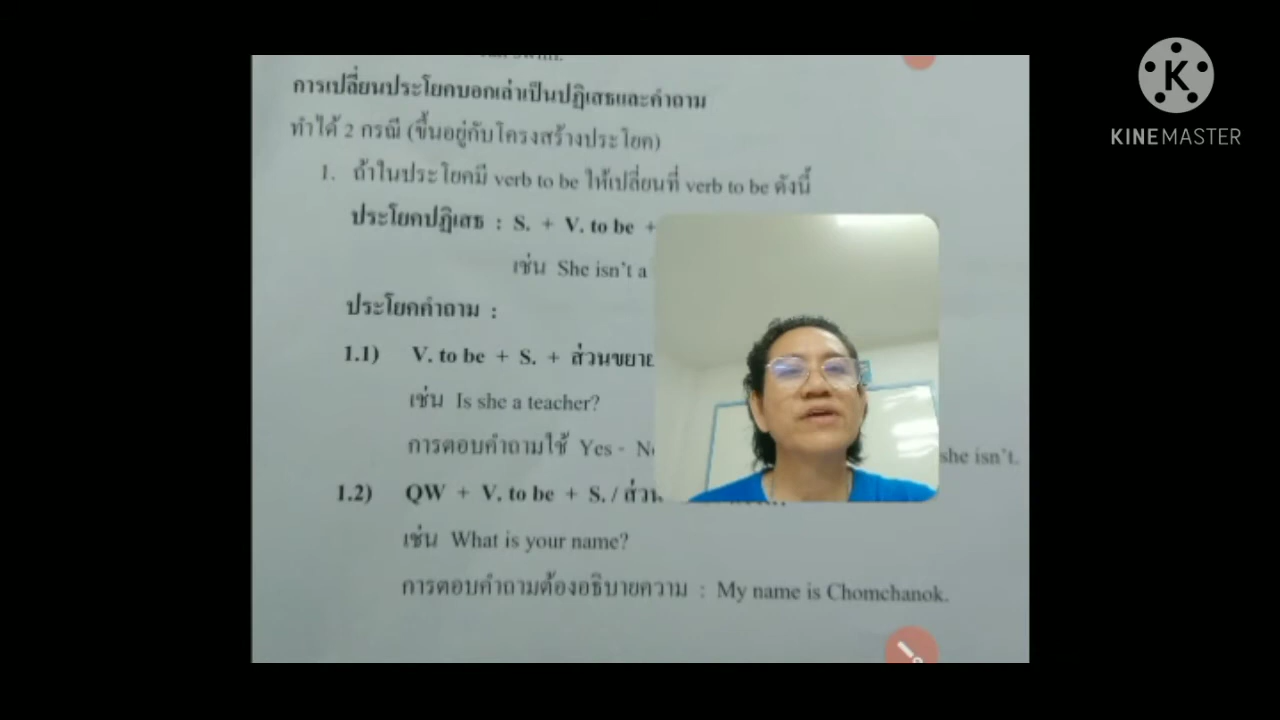 การเปลี่ยนประโยคบอกเล่าเป็นปฏิเสธและคำถาม
ทำได้ 2 กรณี (ขึ้นอยู่กับโครงสร้างประโยค)
1. ถ้าในประโยคมี verb to be ให้เปลี่ยนที่ verb to be ดังนี้
ประโยคปฏิเสธ : S. + V. to be +
เช่น She isn't a
ประโยคคำถาม :
1.1) V. to be + S. + ส่วนขยาย
เช่น Is she a teacher?
การตอบคำถามใช้ Yes - she isn't.
1.2) QW + V. to be + S. /
เช่น What is your name?
การตอบคำถามต้องอธิบายความ : My name is Chomchanok.
K
KINEMASTER